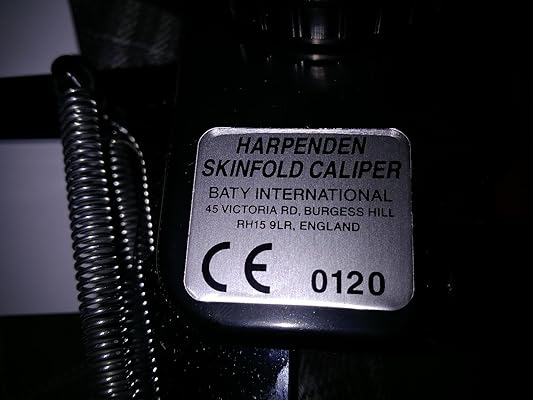 HARPENDEN
SKINFOLD CALIPER
BATY INTERNATIONAL
45 VICTORIA RD, BURGESS HILL
RH15 9LR, ENGLAND
CE 0120